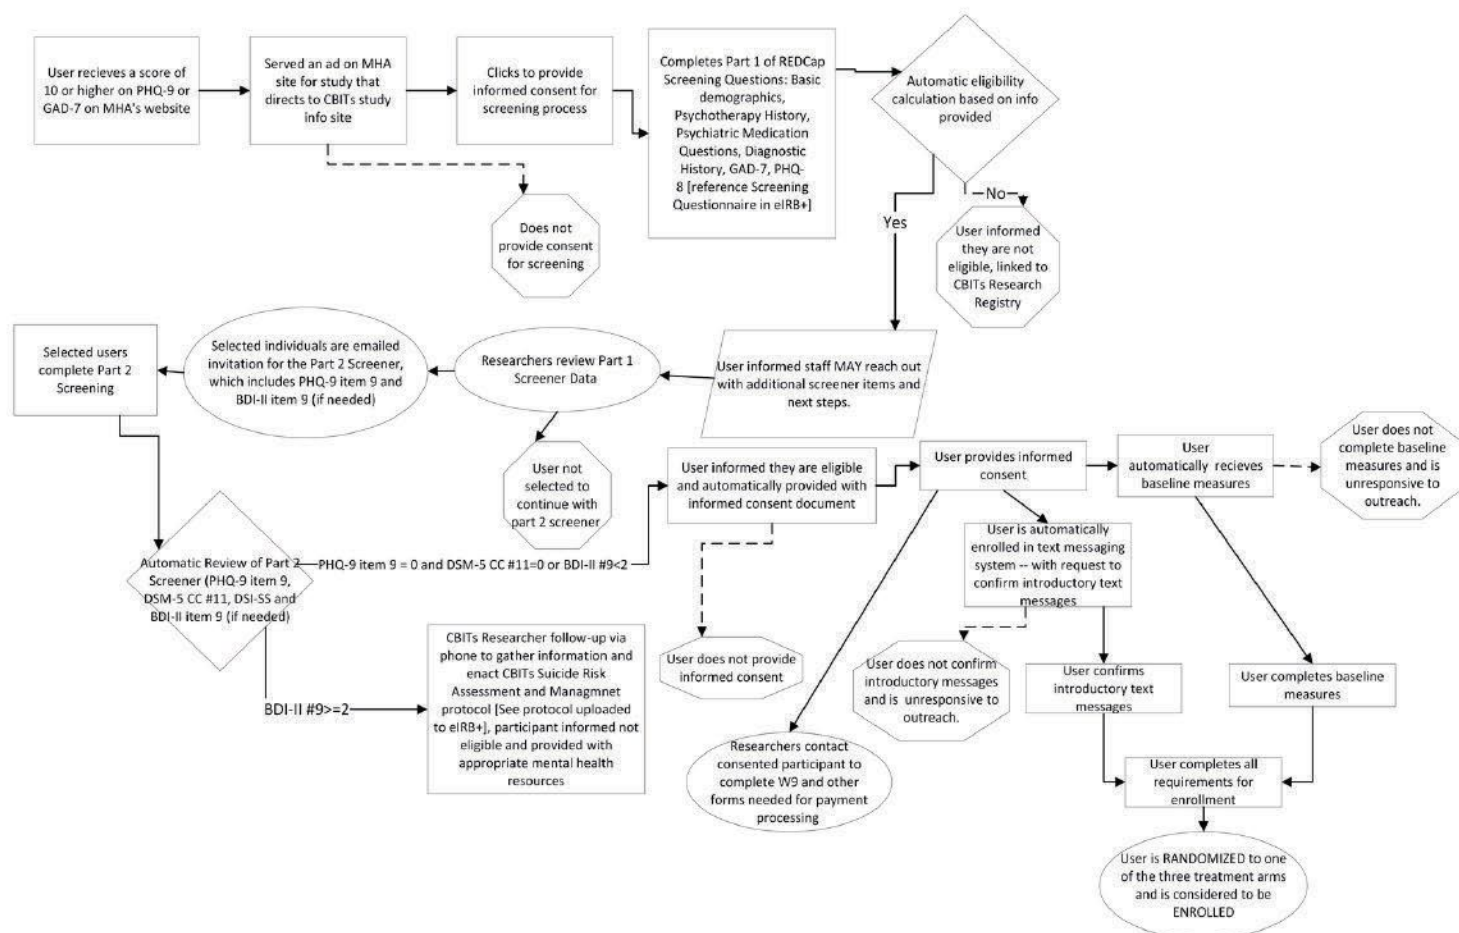 User recieves a score of
10 or higher on PHQ-9 or
GAD-7 on MHA's website
Served an ad on MHA
site for study that
directs to CBITs study
info site
Clicks to provide
informed consent for
screening process
Completes Part 1 of REDCap
Screening Questions: Basic
demographics,
Psychotherapy History,
Psychiatric Medication
Questions, Diagnostic
History, GAD-7, PHQ-
8 [reference Screening
Questionnaire in eIRB+]
Automatic eligibility
calculation based on info
provided
Does not
provide consent
for screening
Yes
No
User informed
they are not
eligible, linked to
CBITs Research
Registry
Selected users
complete Part 2
Screening
Selected individuals are emailed
invitation for the Part 2 Screener,
which includes PHQ-9 item 9 and
BDI-II item 9 (if needed)
Researchers review Part 1
Screener Data
User informed staff MAY reach out
with additional screener items and
next steps.
User not
selected to
continue with
part 2 screener
User informed they are eligible
and automatically provided with
informed consent document
User provides informed
consent
User
automatically recieves
baseline measures
User does not
complete baseline
measures and is
unresponsive to
outreach.
Automatic Review of Part 2
Screener (PHQ-9 item 9,
DSM-5 CC #11, DSI-SS and
BDI-II item 9 (if needed)
PHQ-9 item 9 = 0 and DSM-5 CC #11=0 or BDI-II #9<2
User is automatically
enrolled in text messaging
system -- with request to
confirm introductory text
messages
BDI-II #9>=2
CBITs Researcher follow-up via
phone to gather information and
enact CBITs Suicide Risk
Assessment and Managmnet
protocol [See protocol uploaded
to eIRB+], participant informed not
eligible and provided with
appropriate mental health
resources
User does not provide
informed consent
User does not confirm
introductory messages
and is unresponsive to
outreach.
User confirms
introductory text
messages
User completes baseline
measures
Researchers contact
consented participant to
complete W9 and other
forms needed for payment
processing
User completes all
requirements for
enrollment
User is RANDOMIZED to one
of the three treatment arms
and is considered to be
ENROLLED